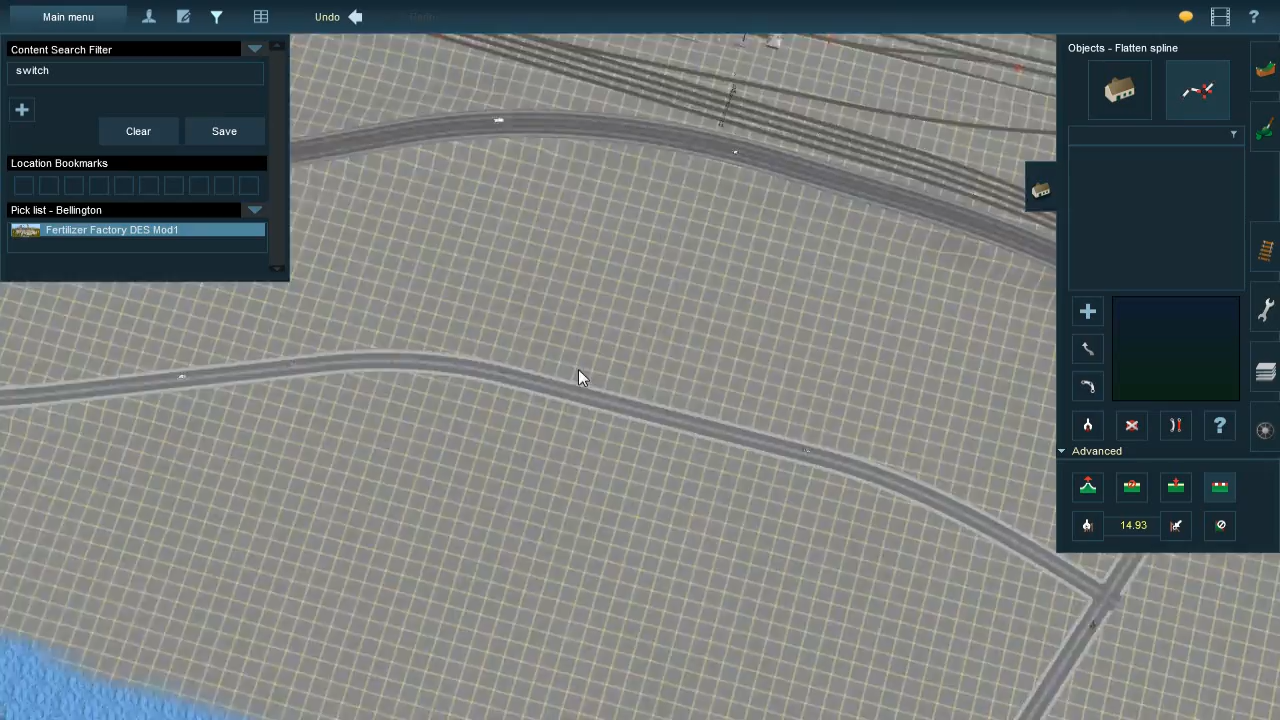 Main menu
Undo
Redo
Content Search Filter
switch
Clear
Save
Location Bookmarks
Pick list - Bellington
Fertilizer Factory DES Mod1
Objects - Flatten spline
?
?
Advanced
14.93